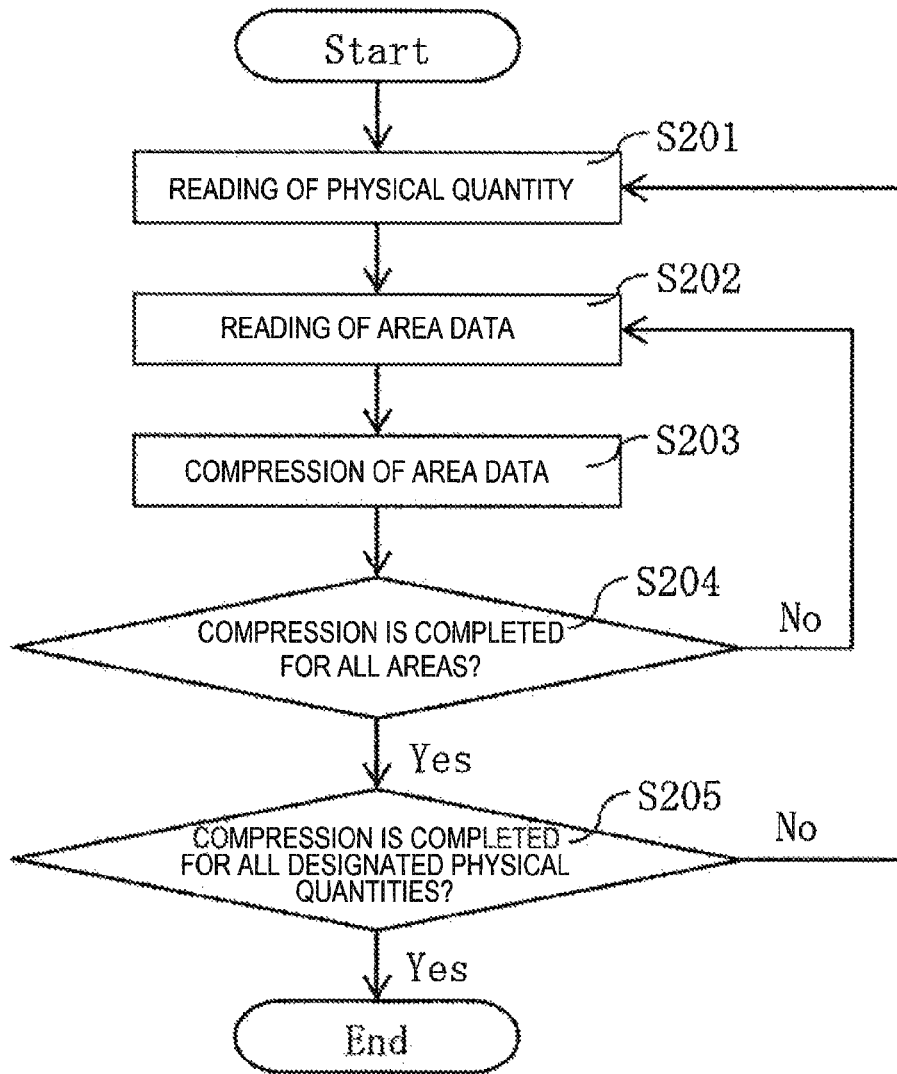 Start
S201
READING OF PHYSICAL QUANTITY
S202
READING OF AREA DATA
S203
COMPRESSION OF AREA DATA
S204
COMPRESSION IS COMPLETED
FOR ALL AREAS?
No
Yes
S205
COMPRESSION IS COMPLETED
FOR ALL DESIGNATED PHYSICAL
QUANTITIES?
No
Yes
End